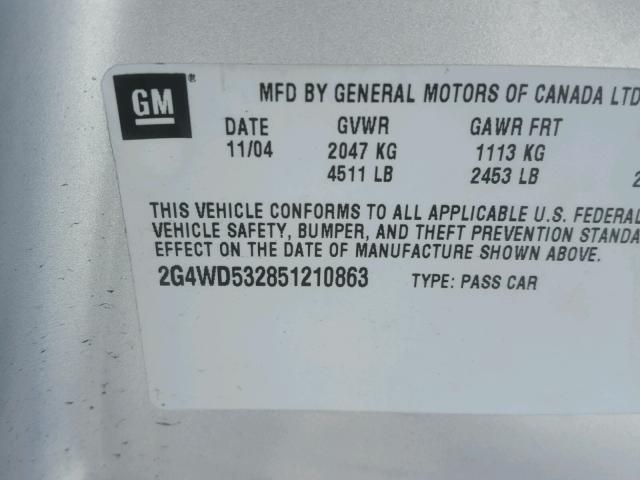 GM®
MFD BY GENERAL MOTORS OF CANADA LTD
DATE GVWR GAWR FRT
11/04 2047 KG 1113 KG
4511 LB 2453 LB 2
THIS VEHICLE CONFORMS TO ALL APPLICABLE U.S. FEDERAL
VEHICLE SAFETY, BUMPER, AND THEFT PREVENTION STANDA
EFFECT ON THE DATE OF MANUFACTURE SHOWN ABOVE.
2G4WD532851210863 TYPE: PASS CAR